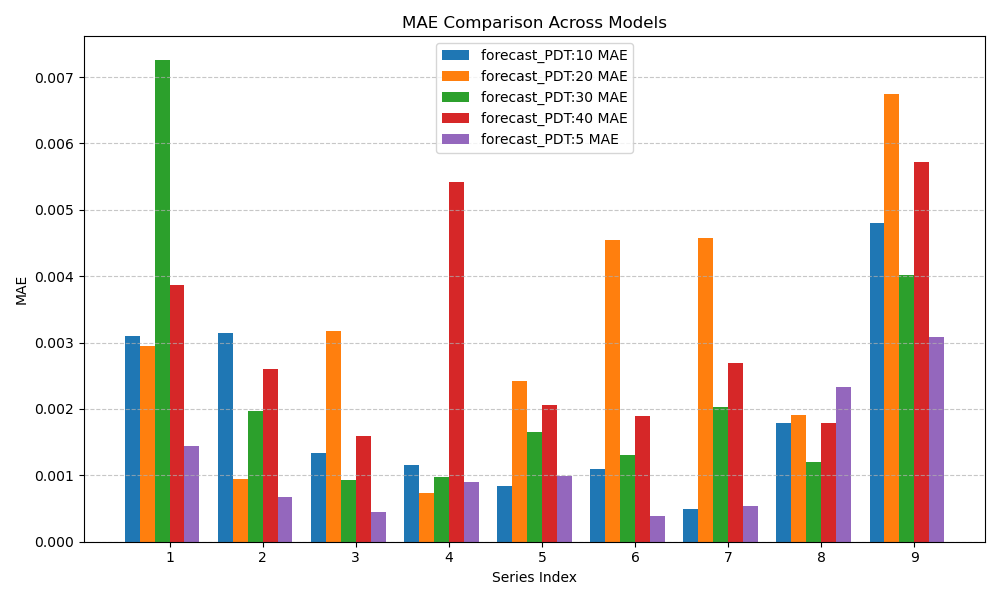 MAE Comparison Across Models
forecast_PDT:10 MAE
forecast_PDT:20 MAE
forecast_PDT:30 MAE
forecast_PDT:40 MAE
forecast_PDT:5 MAE
MAE
0.007
0.006
0.005
0.004
0.003
0.002
0.001
0.000
1 2 3 4 5 6 7 8 9
Series Index